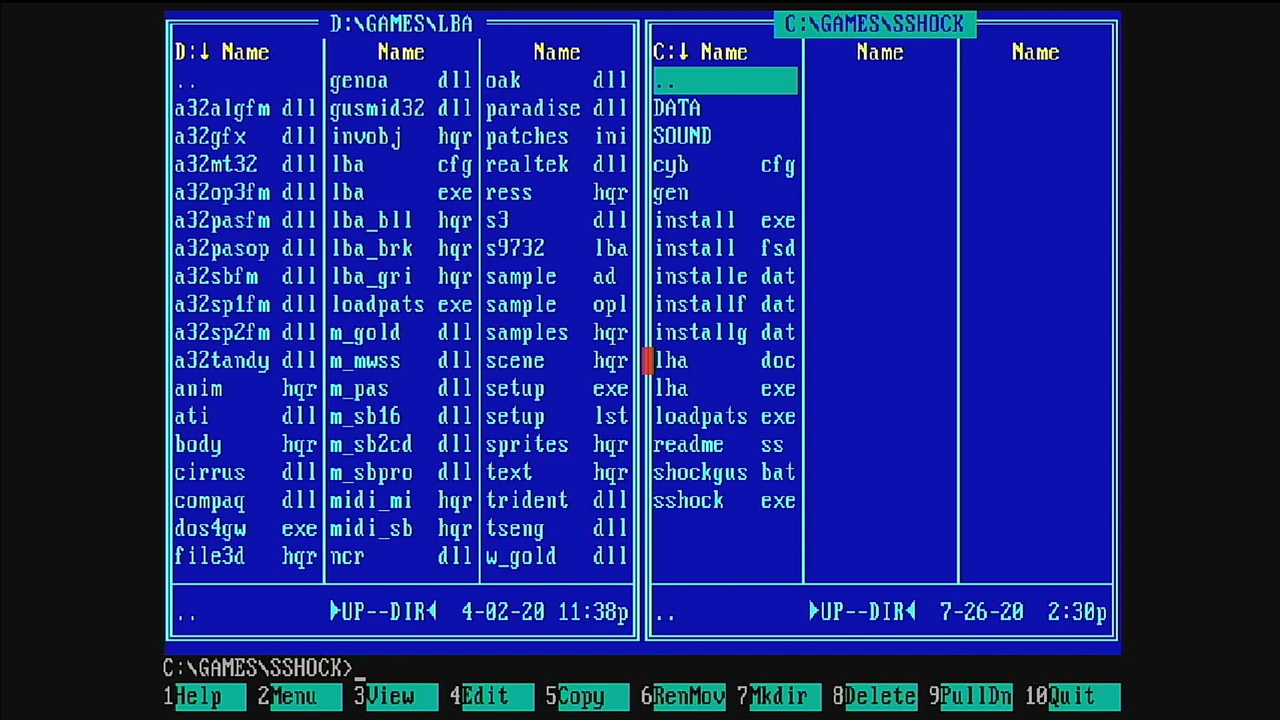 D:\GAMES\LBA C:\GAMES\SSHOCK
D:↓ Name Name Name C:↓ Name Name Name
.. genoa dll oak dll ..
a32algfm dll gusmid32 dll paradise dll DATA
a32gfx dll invobj hqr patches ini SOUND
a32mt32 dll lba cfg realtek dll cyb cfg
a32op3fm dll lba exe ress hqr gen
a32pasfm dll lba_bll hqr s3 dll install exe
a32pasop dll lba_brk hqr s9732 lba install fsd
a32sbfm dll lba_gri hqr sample ad installe dat
a32sp1fm dll loadpats exe sample opl installf dat
a32sp2fm dll m_gold dll samples hqr installg dat
a32tandy dll m_mwss dll scene hqr lha doc
anim hqr m_pas dll setup exe lha exe
ati dll m_sb16 dll setup lst loadpats exe
body hqr m_sb2cd dll sprites hqr readme ss
cirrus dll m_sbpro dll text hqr shockgus bat
compaq dll midi_mi hqr trident dll sshock exe
dos4gw exe midi_sb hqr tseng dll
file3d hqr ncr dll w_gold dll
.. ►UP--DIR◄ 4-02-20 11:38p .. ►UP--DIR◄ 7-26-20 2:30p
C:\GAMES\SSHOCK>_
1Help 2Menu 3View 4Edit 5Copy 6RenMov 7Mkdir 8Delete 9PullDn 10Quit